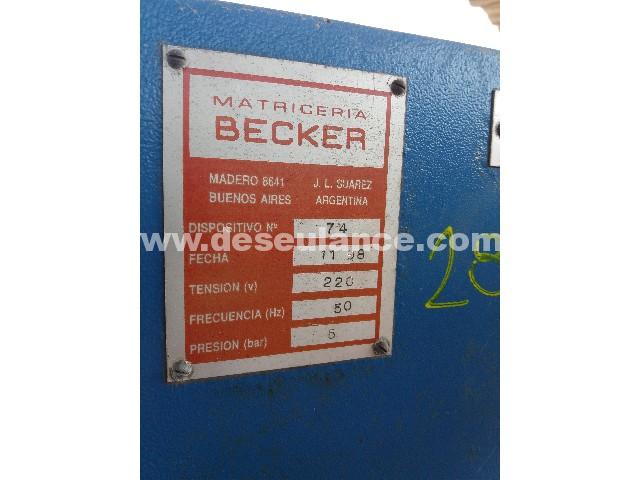 MATRICERIA
BECKER
MADERO 8641 J. L. SUAREZ
BUENOS AIRES ARGENTINA
DISPOSITIVO Nº 74
www.deseulance.com
FECHA 11 98
TENSION (v) 220
FRECUENCIA (Hz) 50
PRESION (bar)
28